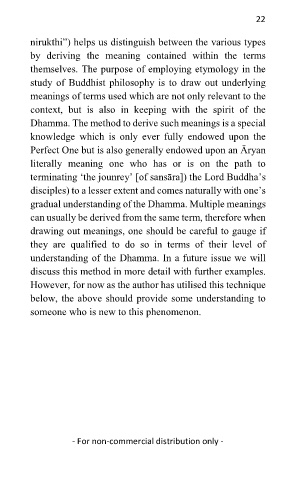 22
nirukthi") helps us distinguish between the various types
by deriving the meaning contained within the terms
themselves. The purpose of employing etymology in the
study of Buddhist philosophy is to draw out underlying
meanings of terms used which are not only relevant to the
context, but is also in keeping with the spirit of the
Dhamma. The method to derive such meanings is a special
knowledge which is only ever fully endowed upon the
Perfect One but is also generally endowed upon an Āryan
literally meaning one who has or is on the path to
terminating ‘the jounrey’ [of sansāra]) the Lord Buddha’s
disciples) to a lesser extent and comes naturally with one’s
gradual understanding of the Dhamma. Multiple meanings
can usually be derived from the same term, therefore when
drawing out meanings, one should be careful to gauge if
they are qualified to do so in terms of their level of
understanding of the Dhamma. In a future issue we will
discuss this method in more detail with further examples.
However, for now as the author has utilised this technique
below, the above should provide some understanding to
someone who is new to this phenomenon.
- For non-commercial distribution only -